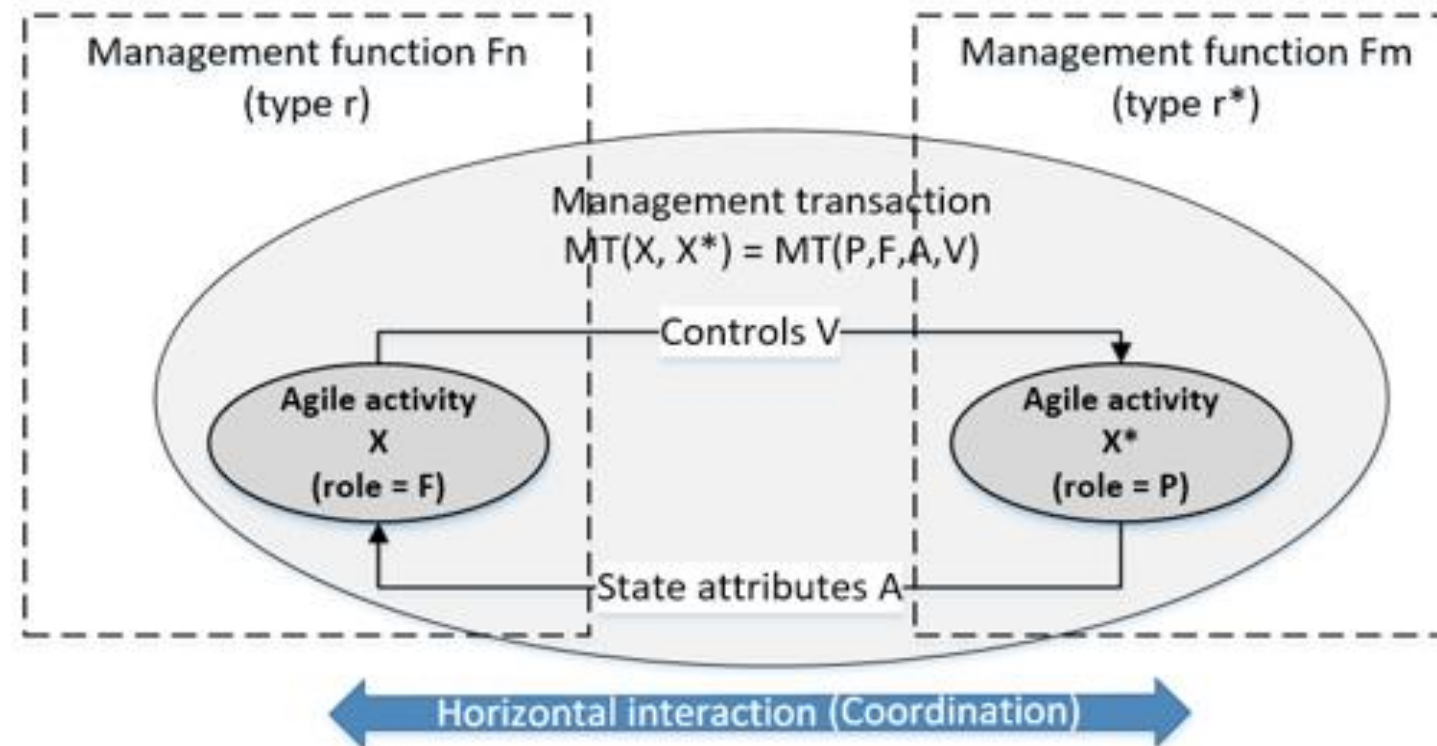 Management function Fn
(type r)
Management function Fm
(type r*)
Management transaction
MT(X, X*) = MT(P,F,A,V)
Controls V
Agile activity
X
(role = F)
Agile activity
X*
(role = P)
State attributes A
Horizontal interaction (Coordination)